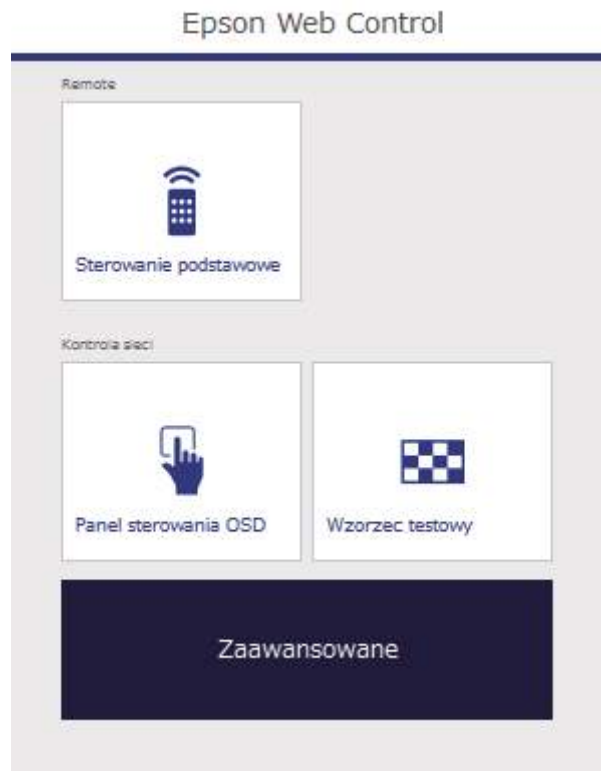 Epson Web Control
Remote
Sterowanie podstawowe
Kontrola sieci
Panel sterowania OSD
Wzorzec testowy
Zaawansowane